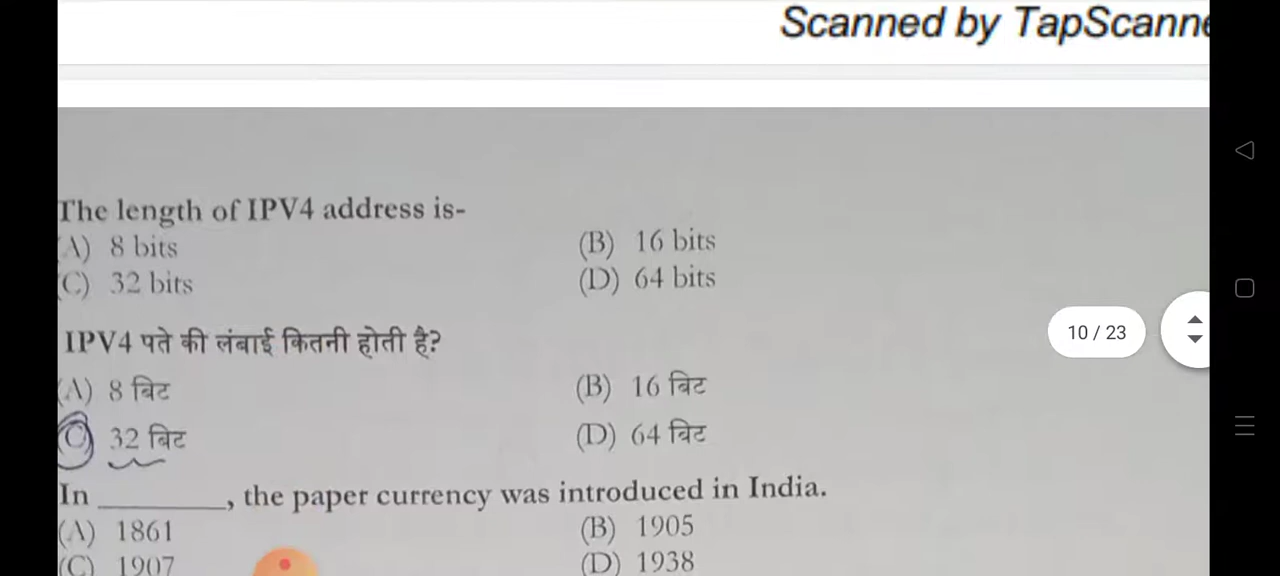 Scanned by TapScanne
The length of IPV4 address is-
(A) 8 bits (B) 16 bits
(C) 32 bits (D) 64 bits
IPV4 पते की लंबाई कितनी होती है?
(A) 8 बिट (B) 16 बिट
(C) 32 बिट (D) 64 बिट
10 / 23
In ________, the paper currency was introduced in India.
(A) 1861 (B) 1905
(C) 1907 (D) 1938